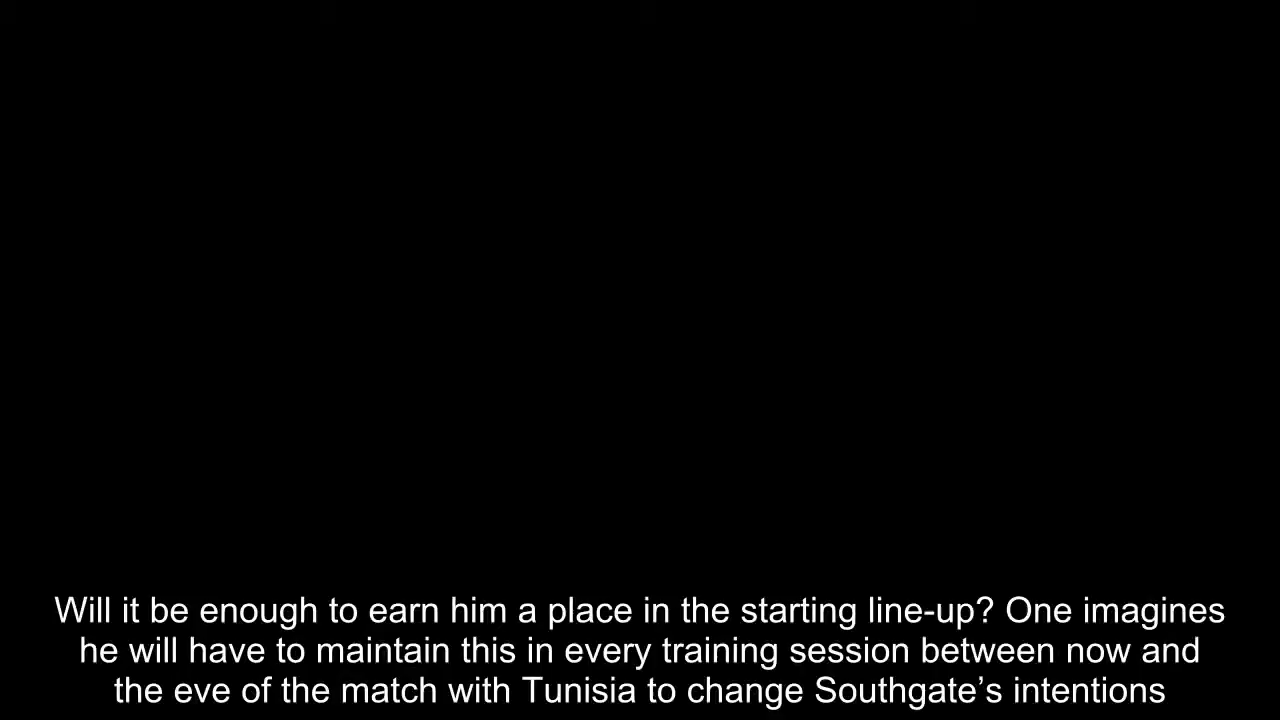 Will it be enough to earn him a place in the starting line-up? One imagines
he will have to maintain this in every training session between now and
the eve of the match with Tunisia to change Southgate’s intentions